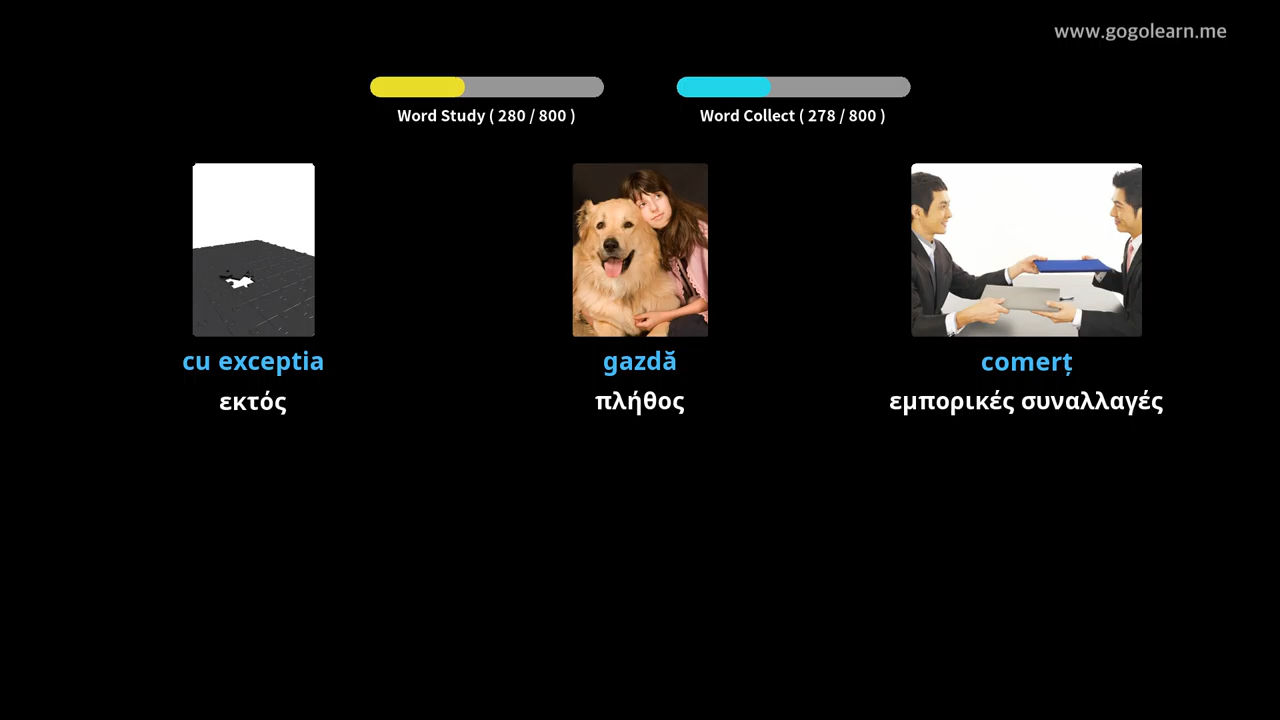 www.gogolearn.me
Word Study ( 280 / 800 )
Word Collect ( 278 / 800 )
cu exceptia
gazdă
comerț
εκτός
πλήθος
εμπορικές συναλλαγές